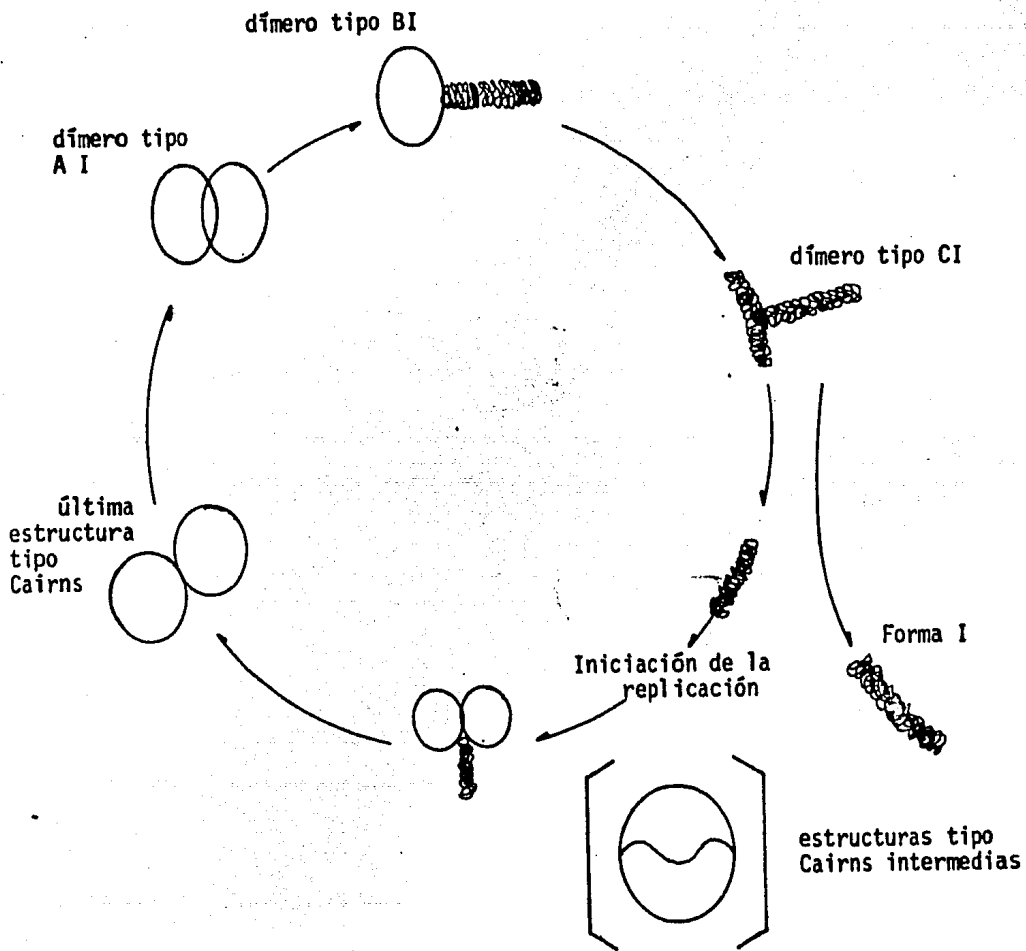 dímero tipo BI
dímero tipo
A I
dímero tipo CI
última
estructura
tipo
Cairns
Iniciación de la
replicación
Forma I
estructuras tipo
Cairns intermedias